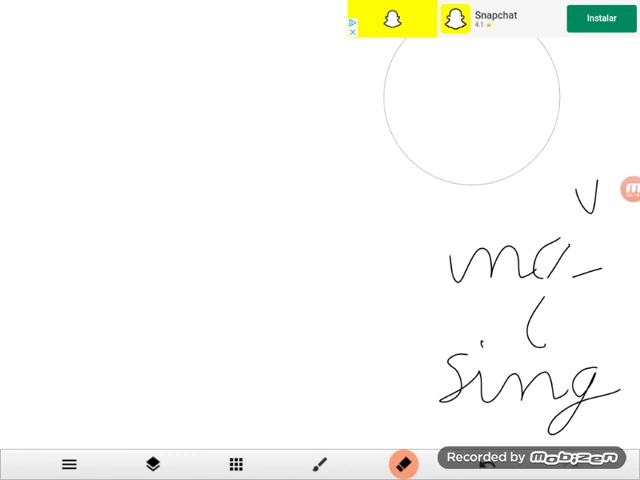 Snapchat
4.1 ★
Instalar
v
sing
Recorded by Mobizen